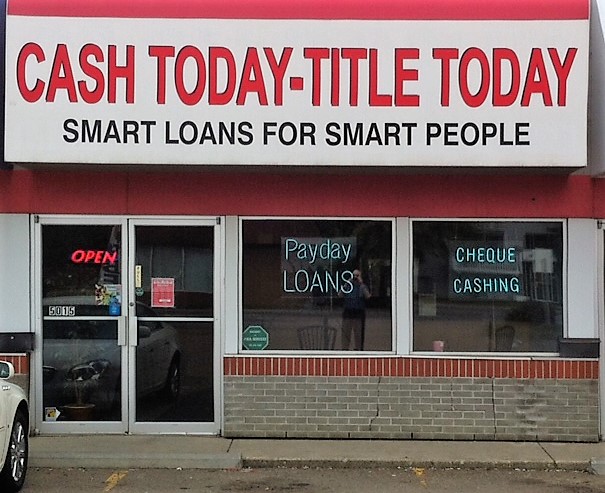 CASH TODAY-TITLE TODAY
SMART LOANS FOR SMART PEOPLE
OPEN
Payday
LOANS
CHEQUE
CASHING
5015